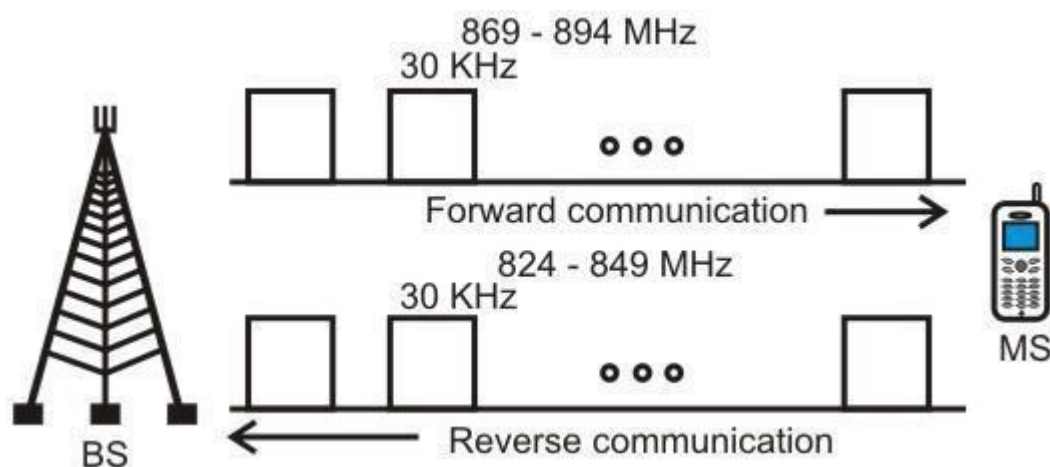 869 - 894 MHz
30 KHz
Forward communication
824 - 849 MHz
30 KHz
MS
Reverse communication
BS